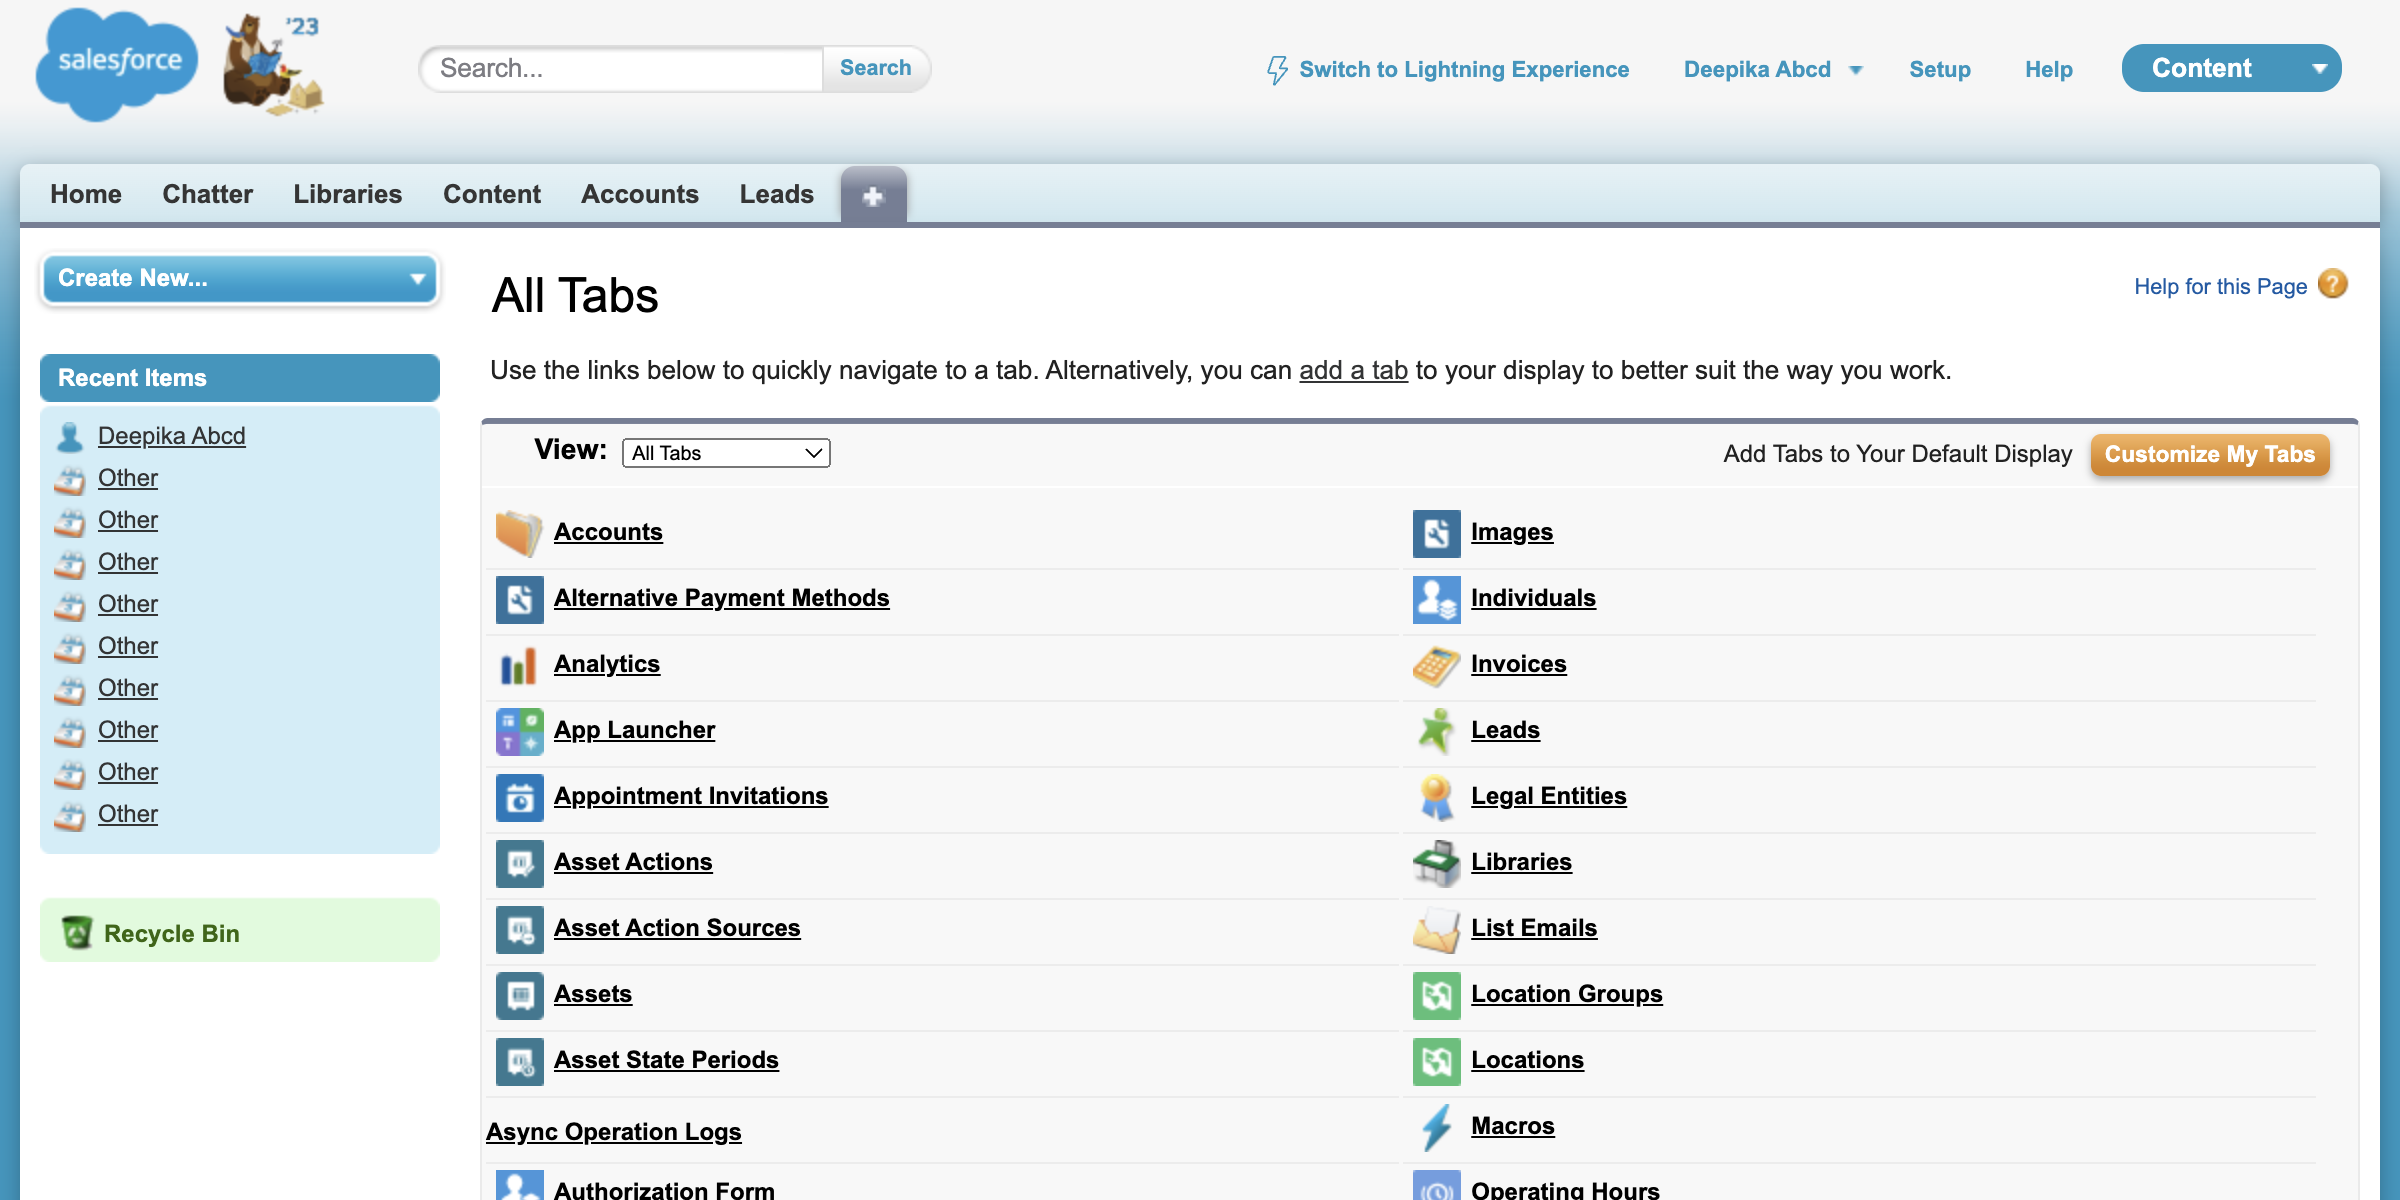 salesforce
'23
Search...
Search
Switch to Lightning Experience
Deepika Abcd
Setup
Help
Content
Home
Chatter
Libraries
Content
Accounts
Leads
Create New...
Recent Items
Deepika Abcd
Other
Other
Other
Other
Other
Other
Other
Other
Other
Recycle Bin
All Tabs
Help for this Page
Use the links below to quickly navigate to a tab. Alternatively, you can add a tab to your display to better suit the way you work.
View: All Tabs
Add Tabs to Your Default Display
Customize My Tabs
Accounts
Alternative Payment Methods
Analytics
App Launcher
Appointment Invitations
Asset Actions
Asset Action Sources
Assets
Asset State Periods
Async Operation Logs
Authorization Form
Images
Individuals
Invoices
Leads
Legal Entities
Libraries
List Emails
Location Groups
Locations
Macros
Operating Hours